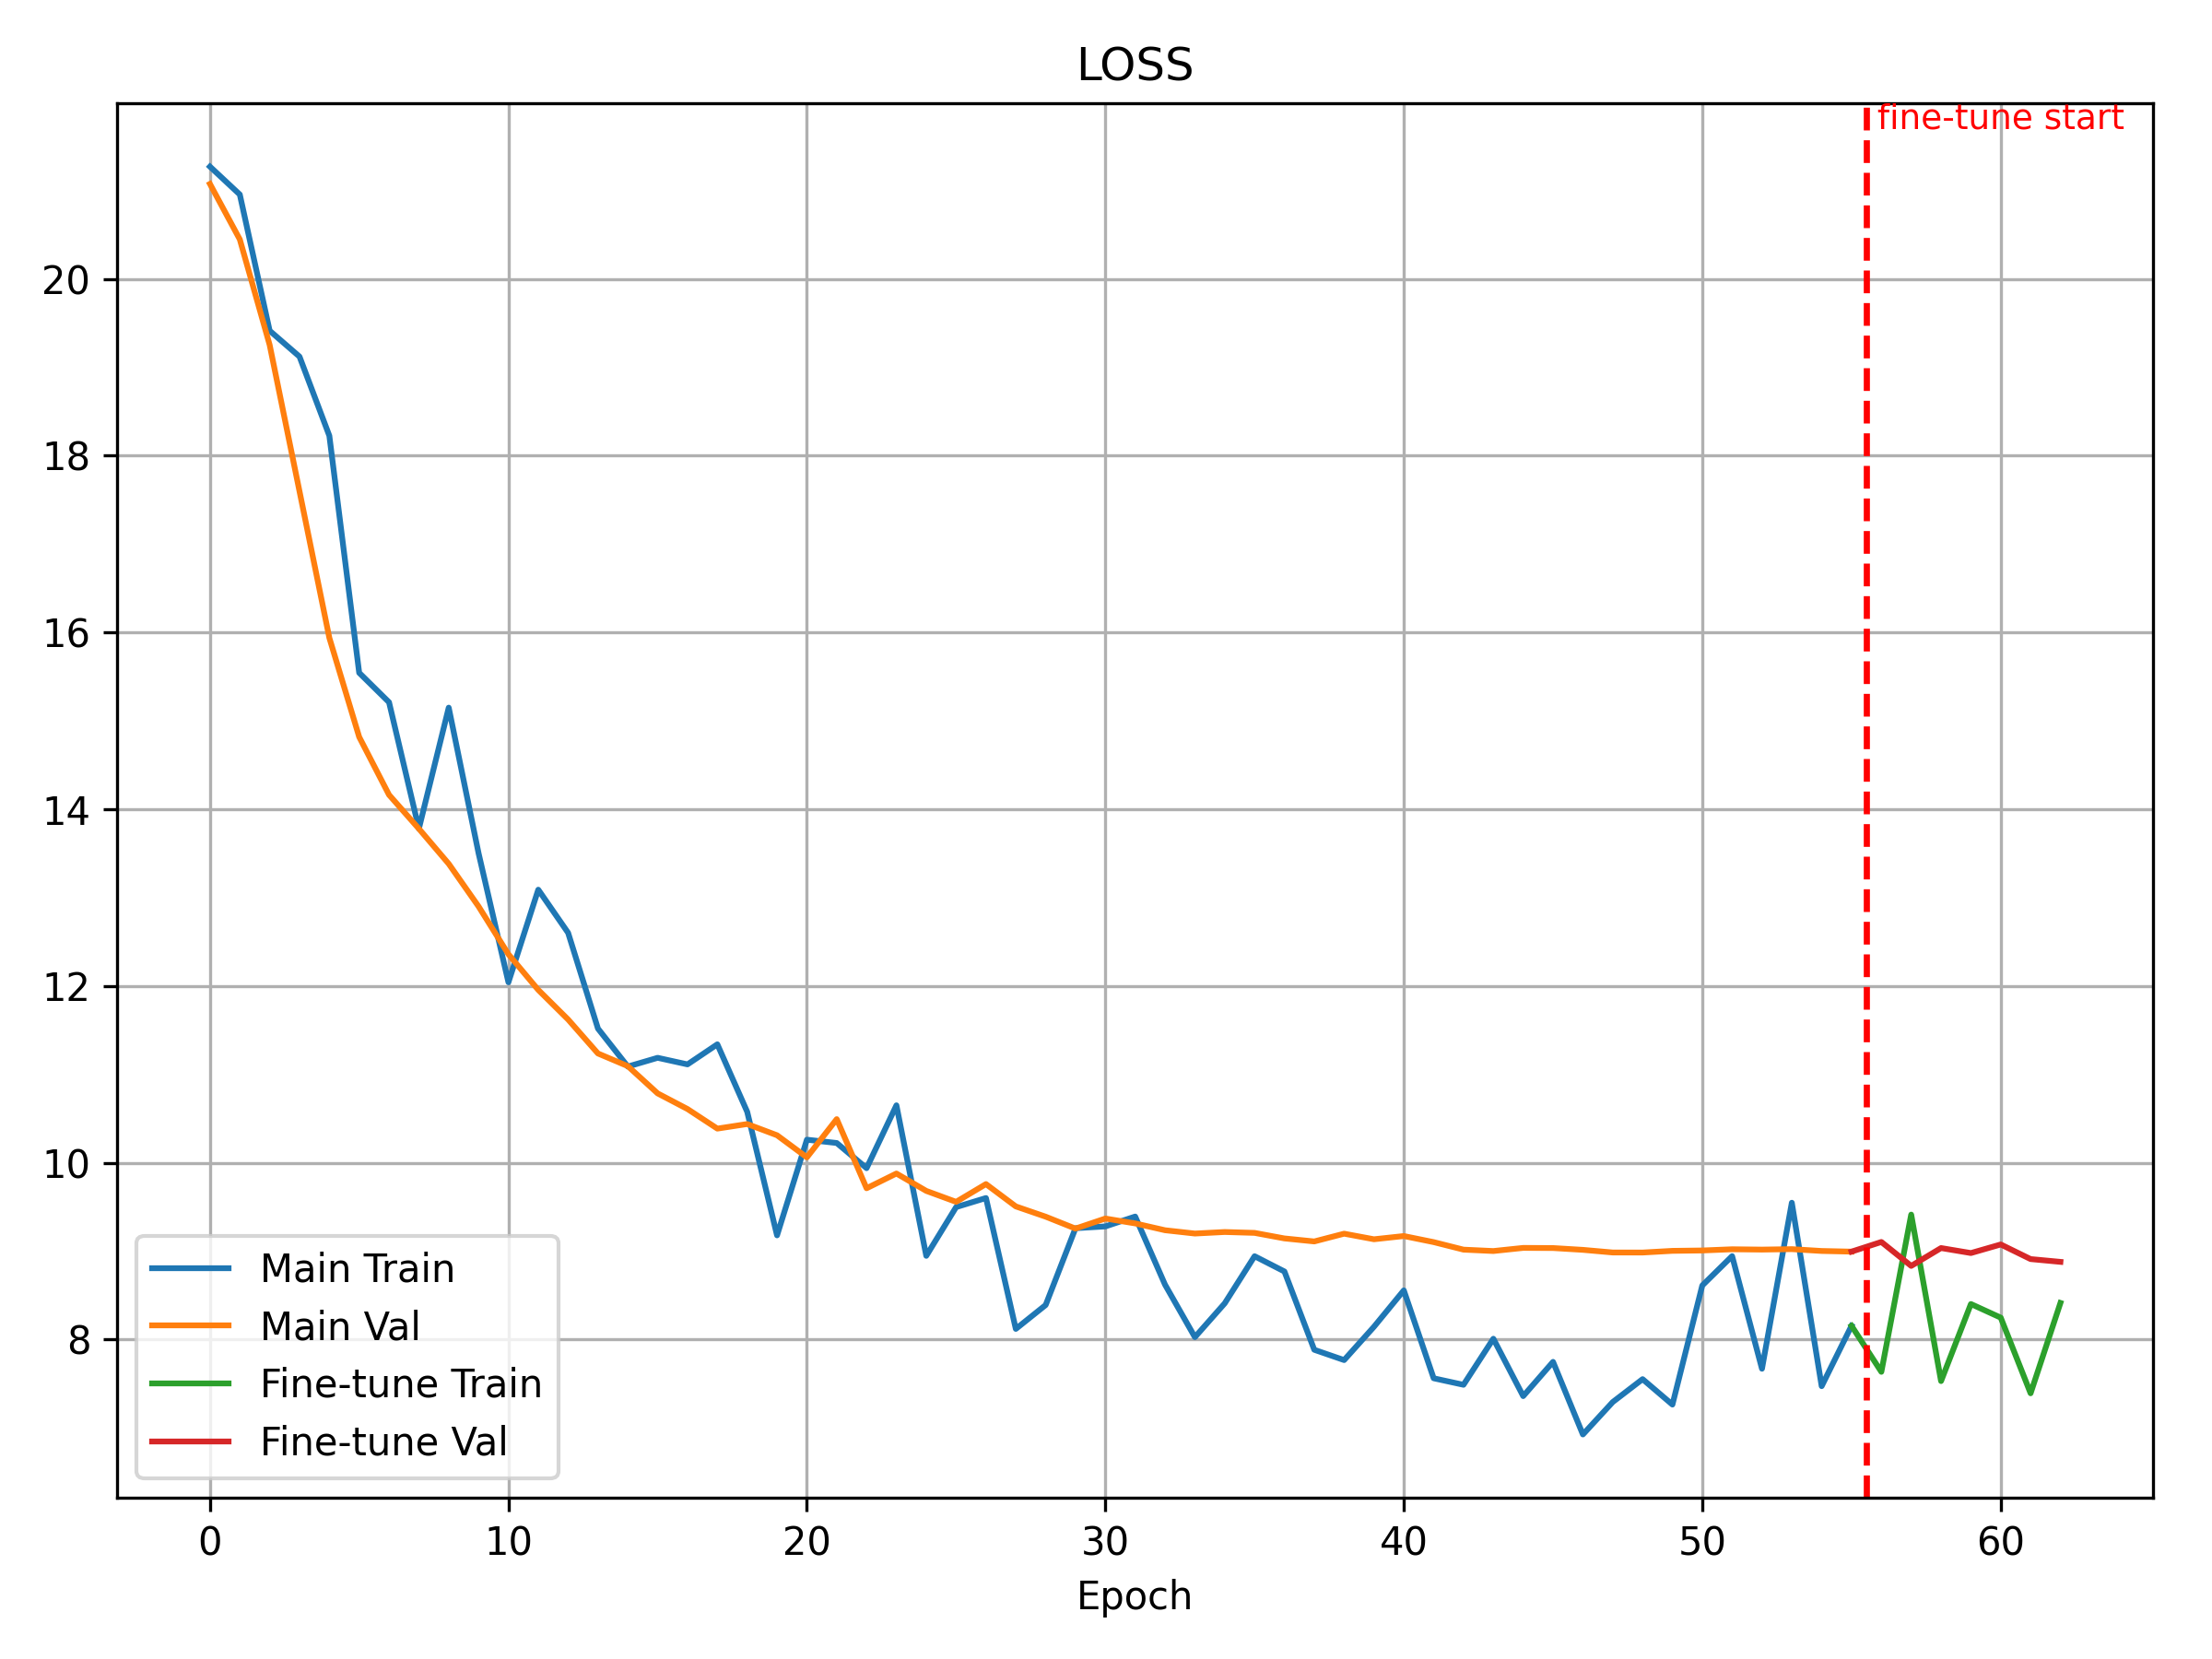 LOSS
fine-tune start
20
18
16
14
12
10
8
Main Train
Main Val
Fine-tune Train
Fine-tune Val
0 10 20 30 40 50 60
Epoch